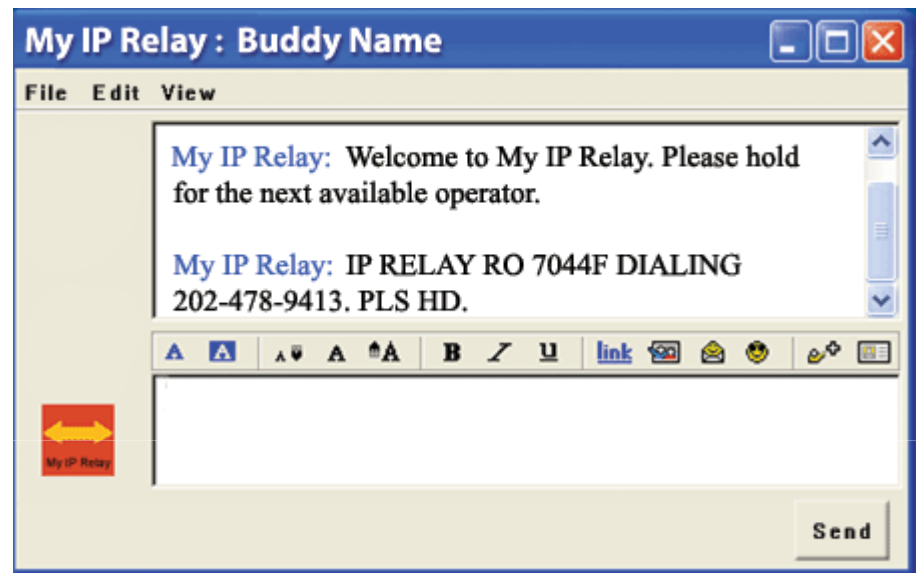 My IP Relay : Buddy Name
File Edit View
My IP Relay: Welcome to My IP Relay. Please hold
for the next available operator.
My IP Relay: IP RELAY RO 7044F DIALING
202-478-9413. PLS HD.
A A A A A B I U link
My IP Relay
Send